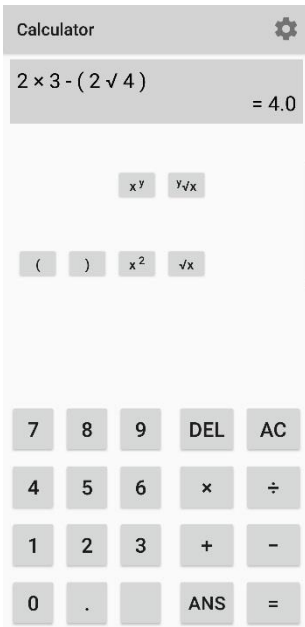 Calculator
2 × 3 - ( 2 √ 4 )
= 4.0
x^y ^y√x
( ) x² √x
7 8 9 DEL AC
4 5 6 × ÷
1 2 3 + −
0 . ANS =